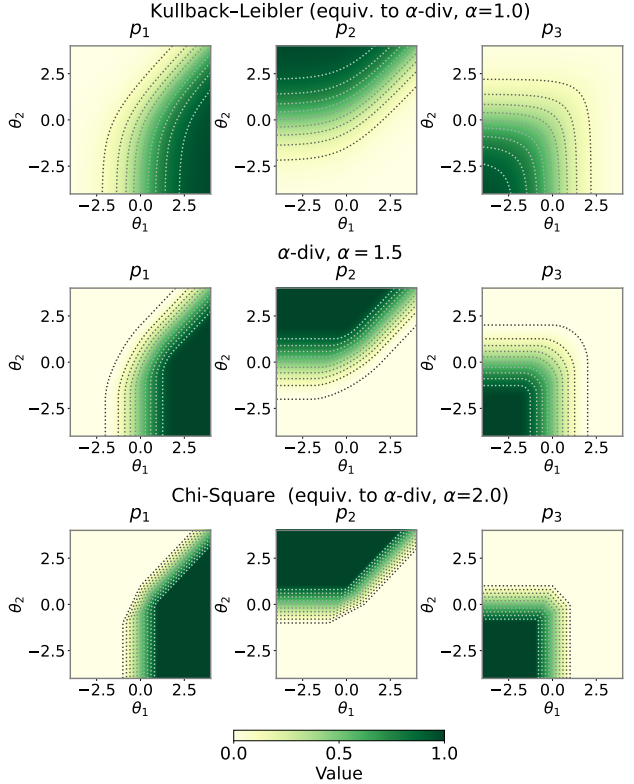 Kullback–Leibler (equiv. to α-div, α=1.0)
p₁ p₂ p₃
θ₂ 2.5 0.0 −2.5 θ₂ 2.5 0.0 −2.5 θ₂ 2.5 0.0 −2.5
−2.5 0.0 2.5 −2.5 0.0 2.5 −2.5 0.0 2.5
θ₁ θ₁ θ₁
α-div, α = 1.5
p₁ p₂ p₃
θ₂ 2.5 0.0 −2.5 θ₂ 2.5 0.0 −2.5 θ₂ 2.5 0.0 −2.5
−2.5 0.0 2.5 −2.5 0.0 2.5 −2.5 0.0 2.5
θ₁ θ₁ θ₁
Chi-Square (equiv. to α-div, α=2.0)
p₁ p₂ p₃
θ₂ 2.5 0.0 −2.5 θ₂ 2.5 0.0 −2.5 θ₂ 2.5 0.0 −2.5
−2.5 0.0 2.5 −2.5 0.0 2.5 −2.5 0.0 2.5
θ₁ θ₁ θ₁
0.0 0.5 1.0
Value